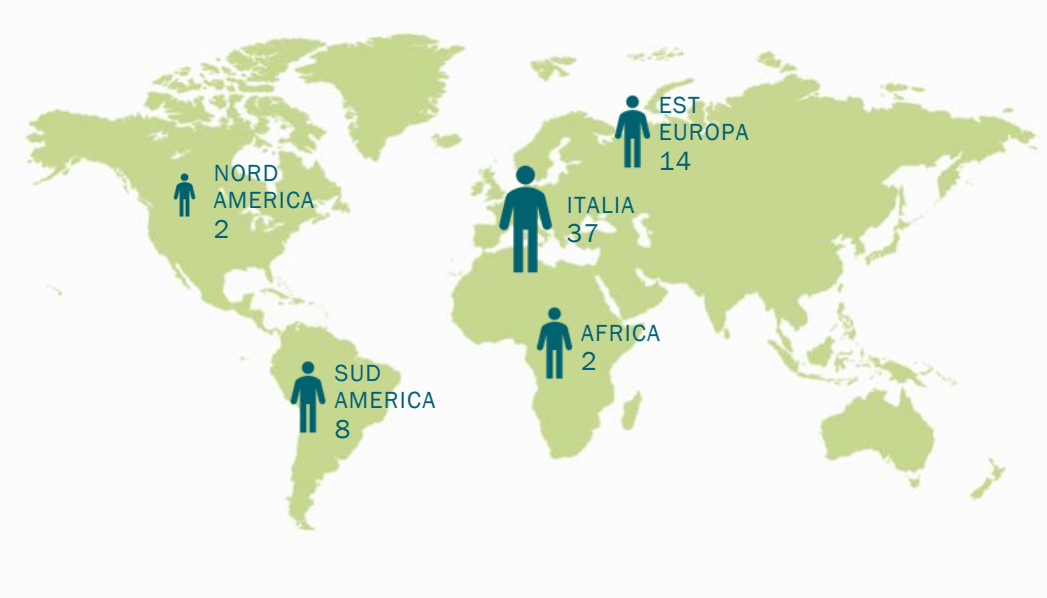 EST
EUROPA
14
NORD
AMERICA
2
ITALIA
37
AFRICA
2
SUD
AMERICA
8